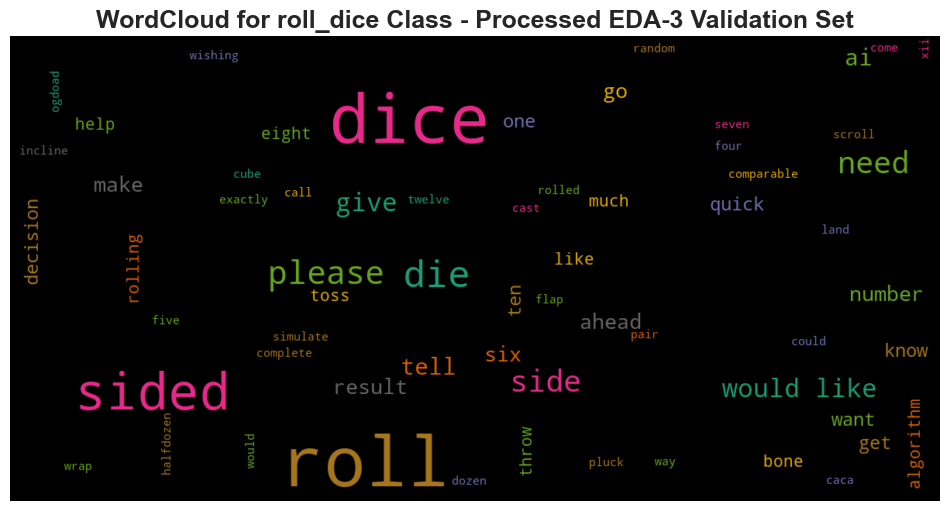 WordCloud for roll_dice Class - Processed EDA-3 Validation Set
wishing
random
come
xii
ai
ogdoad
go
dice
help
one
eight
seven
scroll
four
incline
need
cube
comparable
make
rolled
exactly
call
give
twelve
much
cast
quick
decision
land
rolling
like
please
die
toss
ten
flap
number
five
ahead
pair
simulate
could
complete
six
know
tell
side
result
sided
would like
want
halfdozen
would
throw
get
algorithm
wrap
roll
pluck
way
bone
dozen
caca